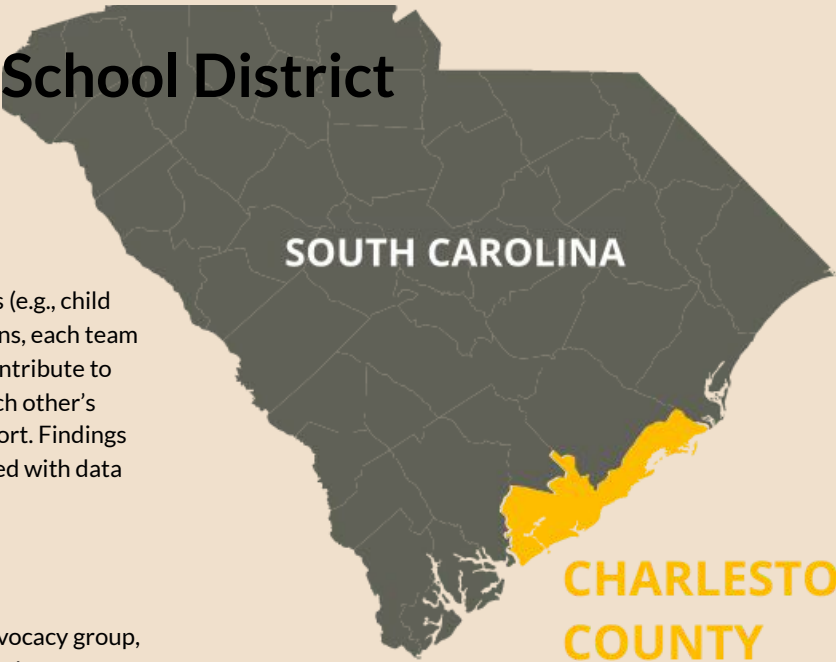 School District
SOUTH CAROLINA
s (e.g., child
ns, each team
ntribute to
ch other’s
ort. Findings
ed with data
CHARLESTO
COUNTY
vocacy group,